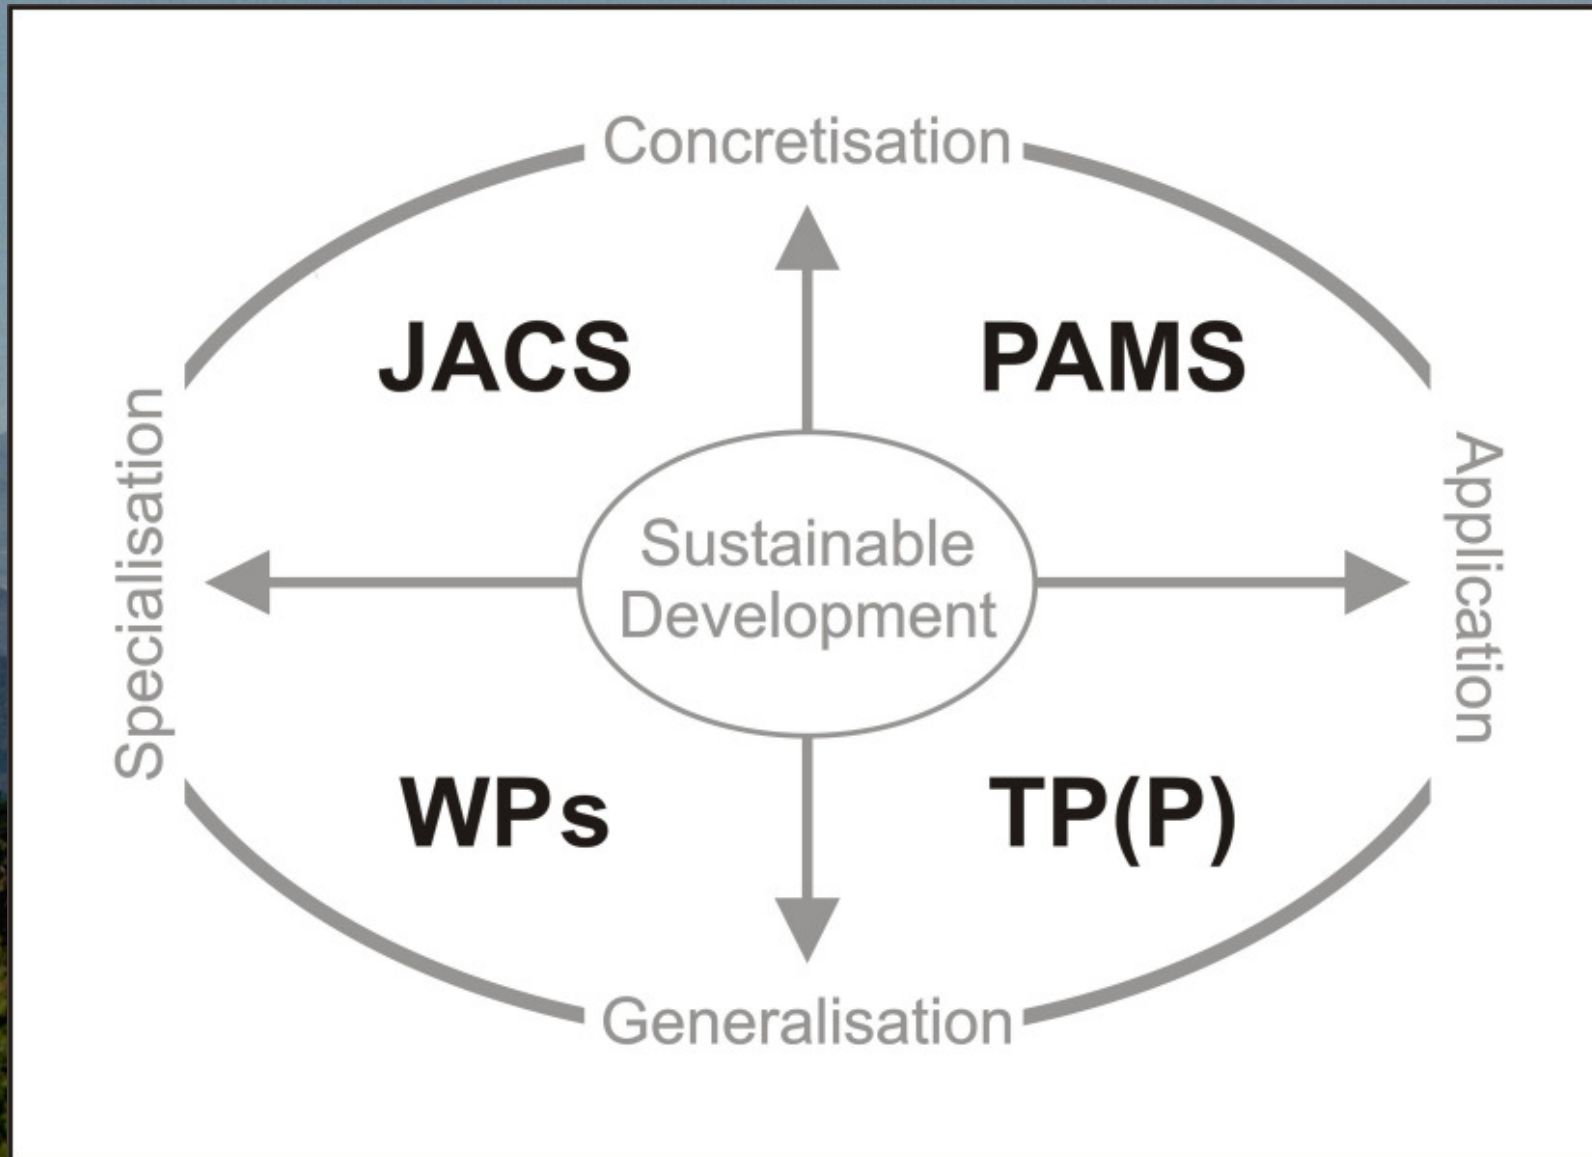 Concretisation
JACS
PAMS
Specialisation
Sustainable
Development
Application
WPs
TP(P)
Generalisation